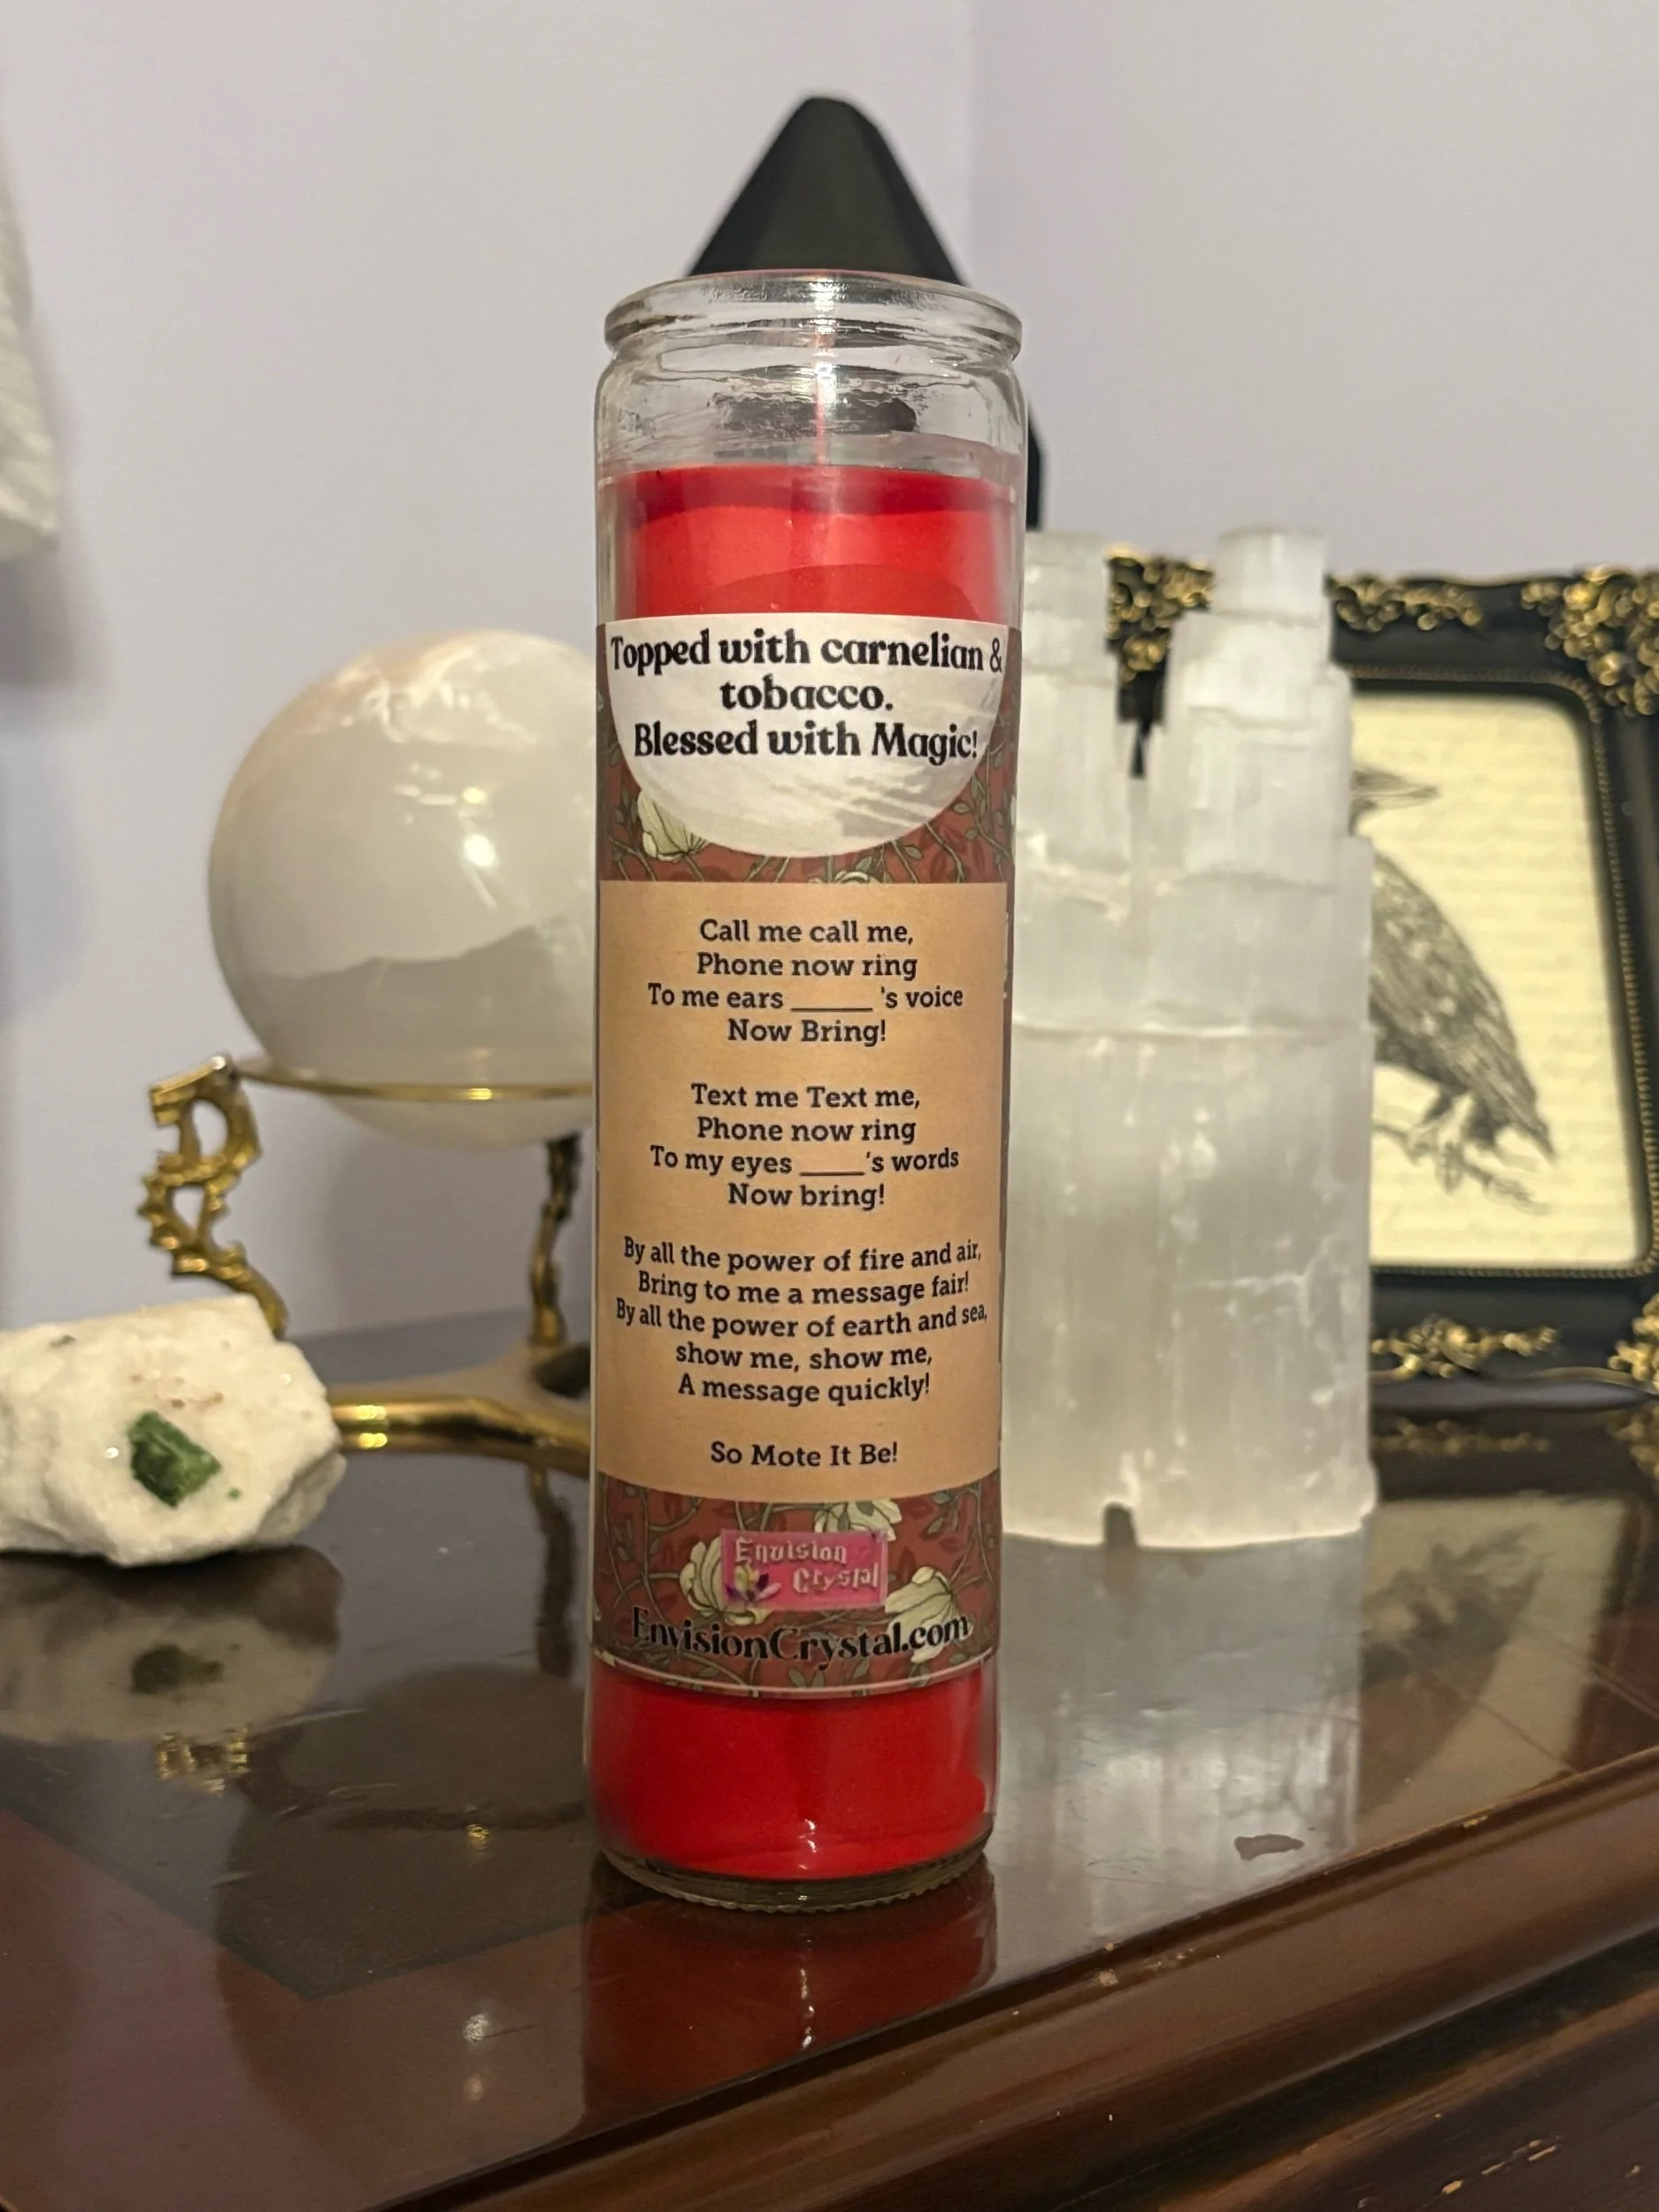 Topped with carnelian &
tobacco.
Blessed with Magic!
Call me call me,
Phone now ring
To me ears ______ 's voice
Now Bring!
Text me Text me,
Phone now ring
To my eyes _____'s words
Now bring!
By all the power of fire and air,
Bring to me a message fair!
By all the power of earth and sea,
show me, show me,
A message quickly!
So Mote It Be!
Envision
Crystal
EnvisionCrystal.com